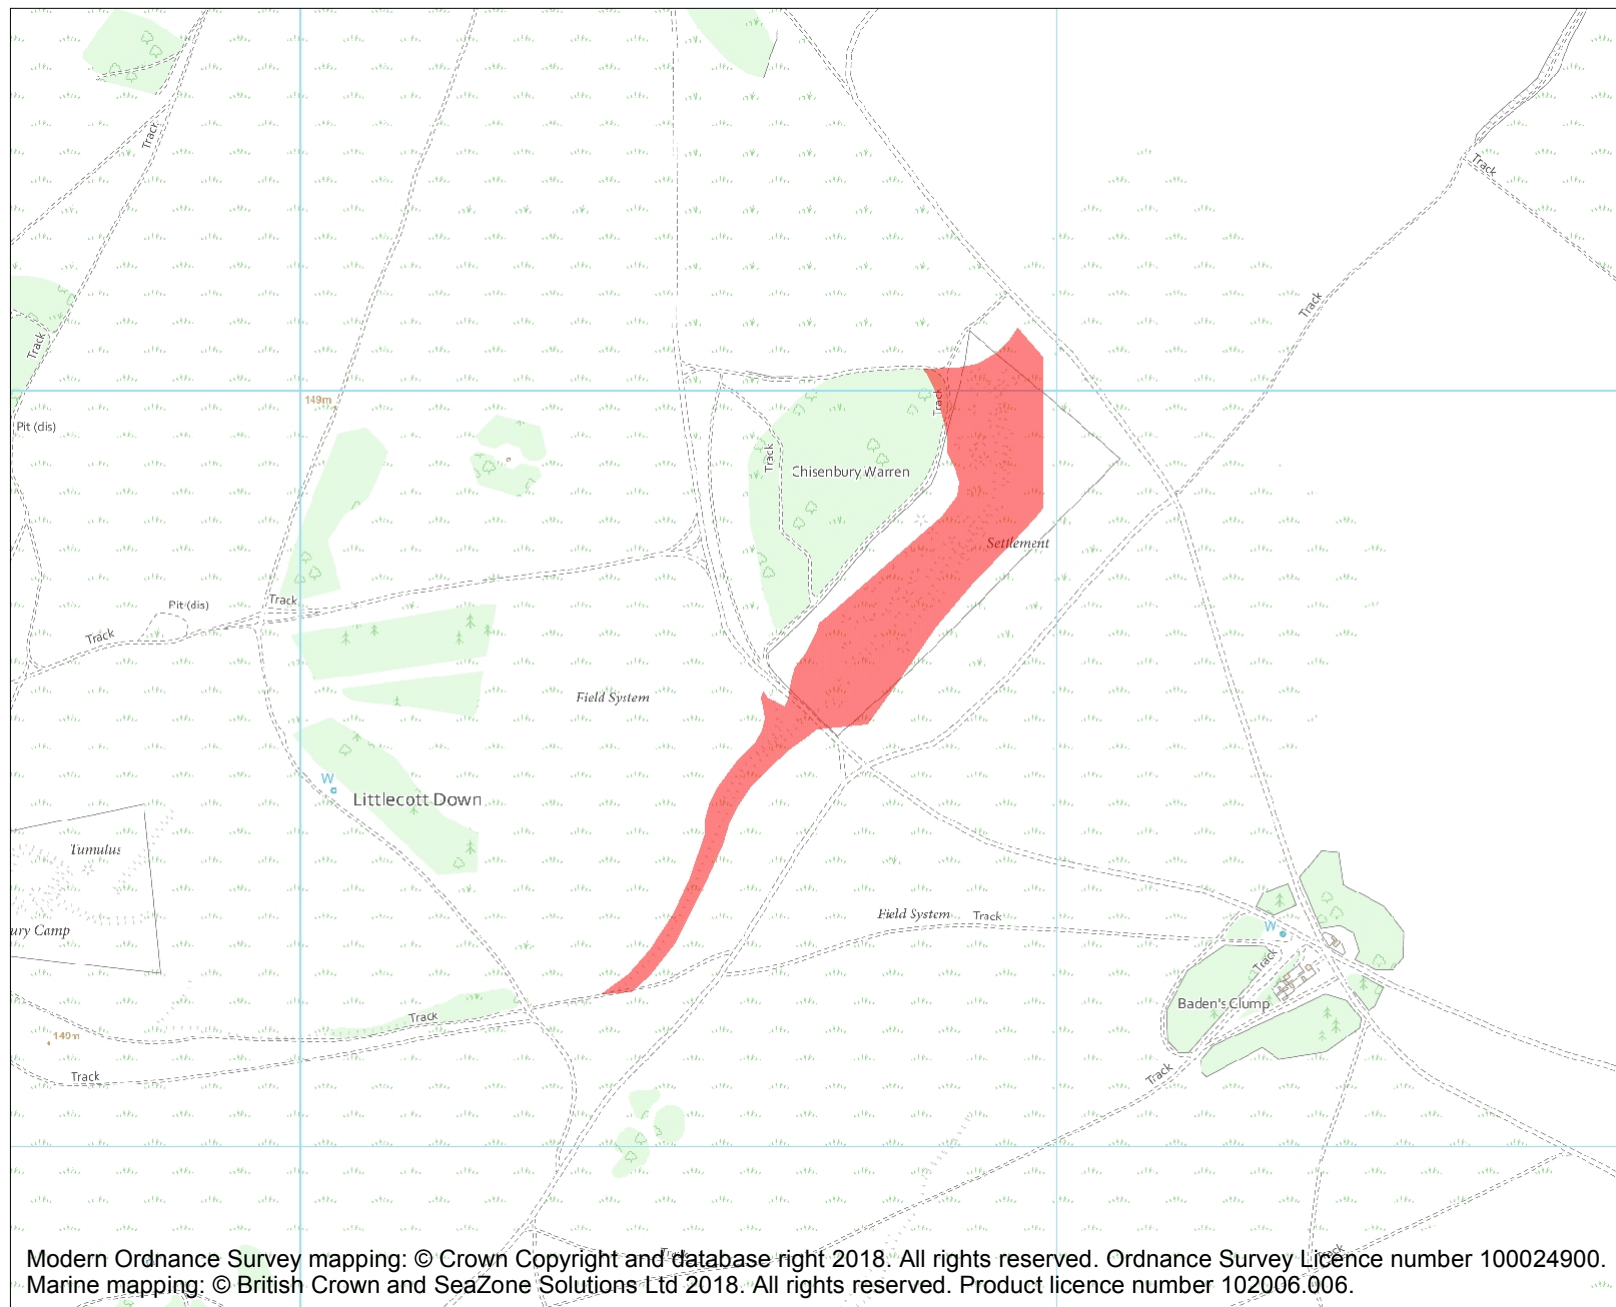 Track
Track
Track
Track
149m
Track
Pit (dis)
Track
Chisenbury Warren
Settlement
Track
Pit (dis)
Track
Field System
W
Littlecott Down
Tumulus
Field System
Track
ury Camp
W
Track
Baden's Clump
Track
149m
Track
Track
Track
Modern Ordnance Survey mapping: © Crown Copyright and database right 2018. All rights reserved. Ordnance Survey Licence number 100024900.
Marine mapping: © British Crown and SeaZone Solutions Ltd 2018. All rights reserved. Product licence number 102006.006.